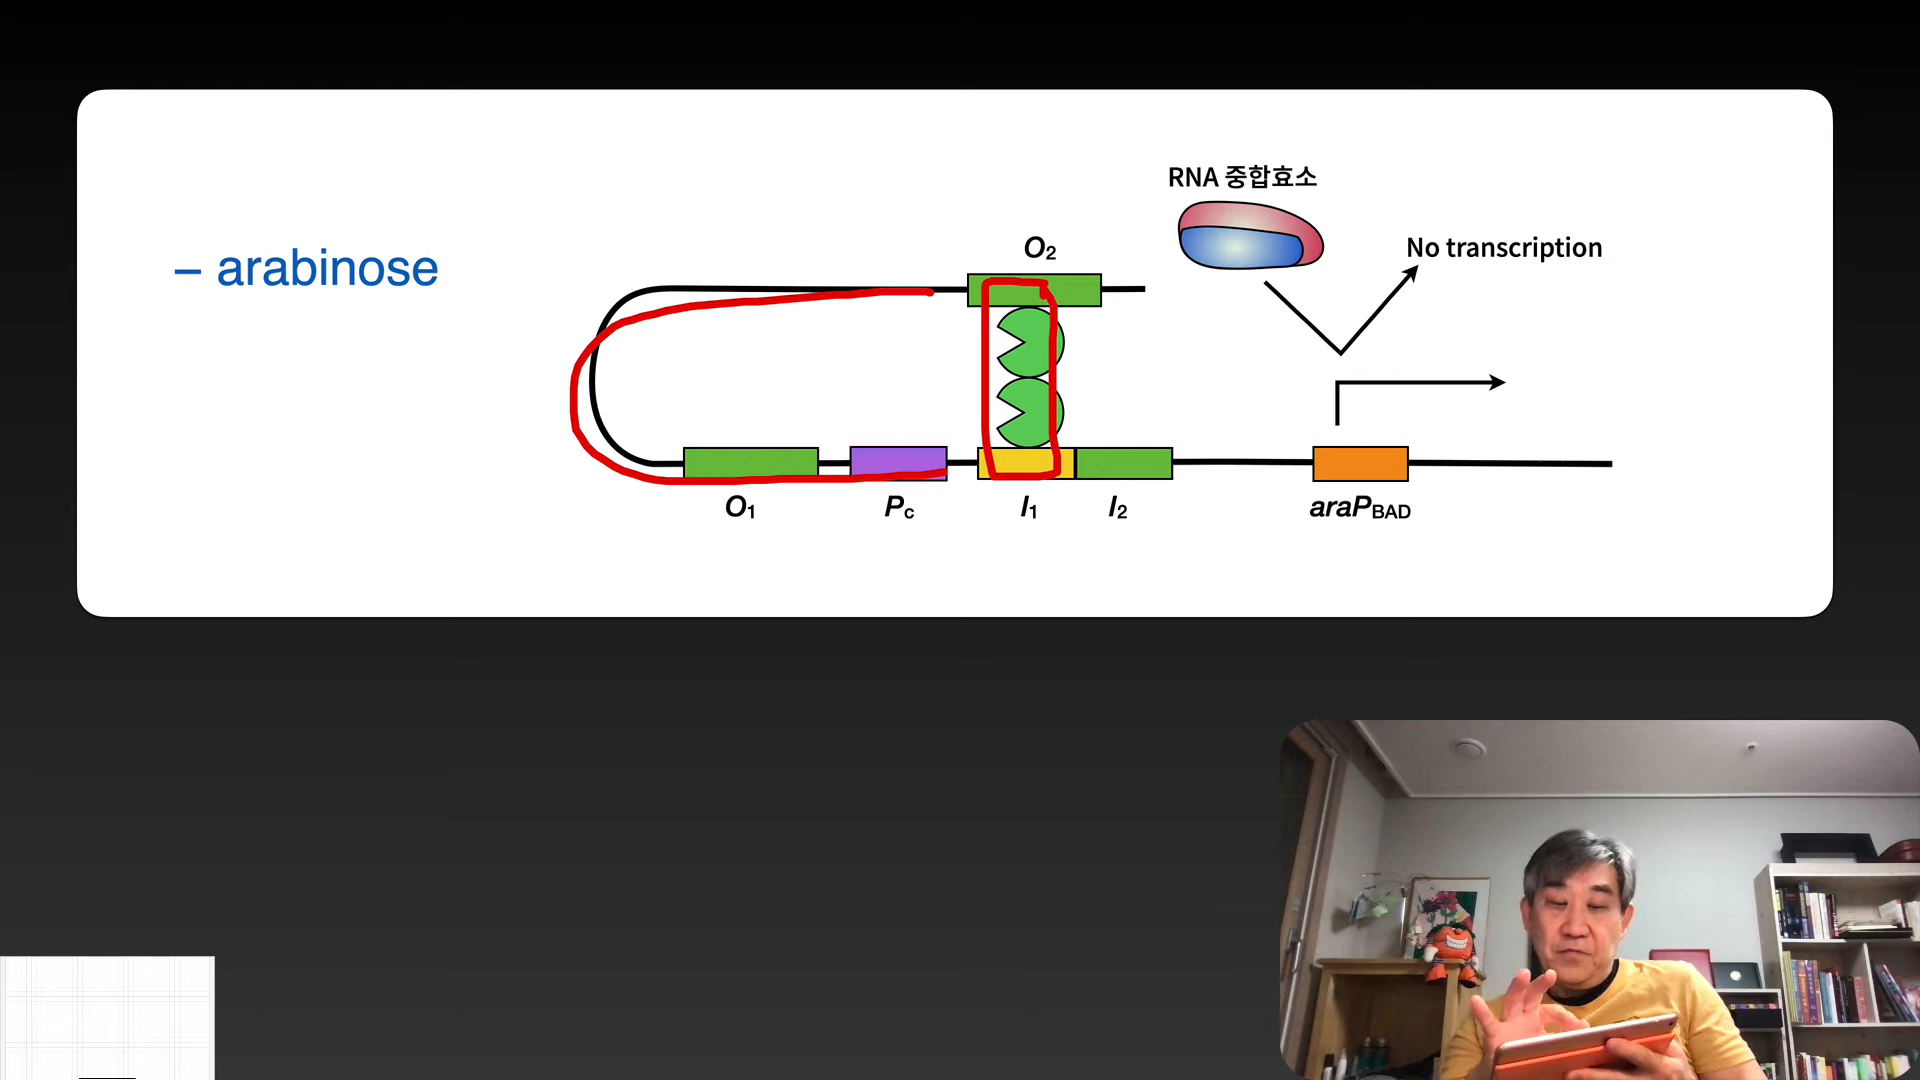 RNA 중합효소
O2
No transcription
– arabinose
O1
Pc
I1
I2
araPBAD